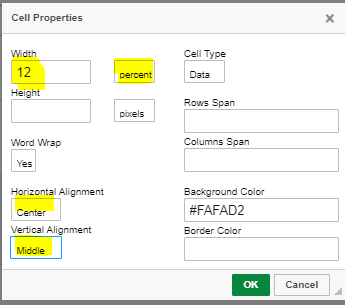 Cell Properties
Width
12
percent
Cell Type
Data
Height
pixels
Rows Span
Word Wrap
Yes
Columns Span
Horizontal Alignment
Center
Background Color
#FAFAD2
Vertical Alignment
Middle
Border Color
OK
Cancel